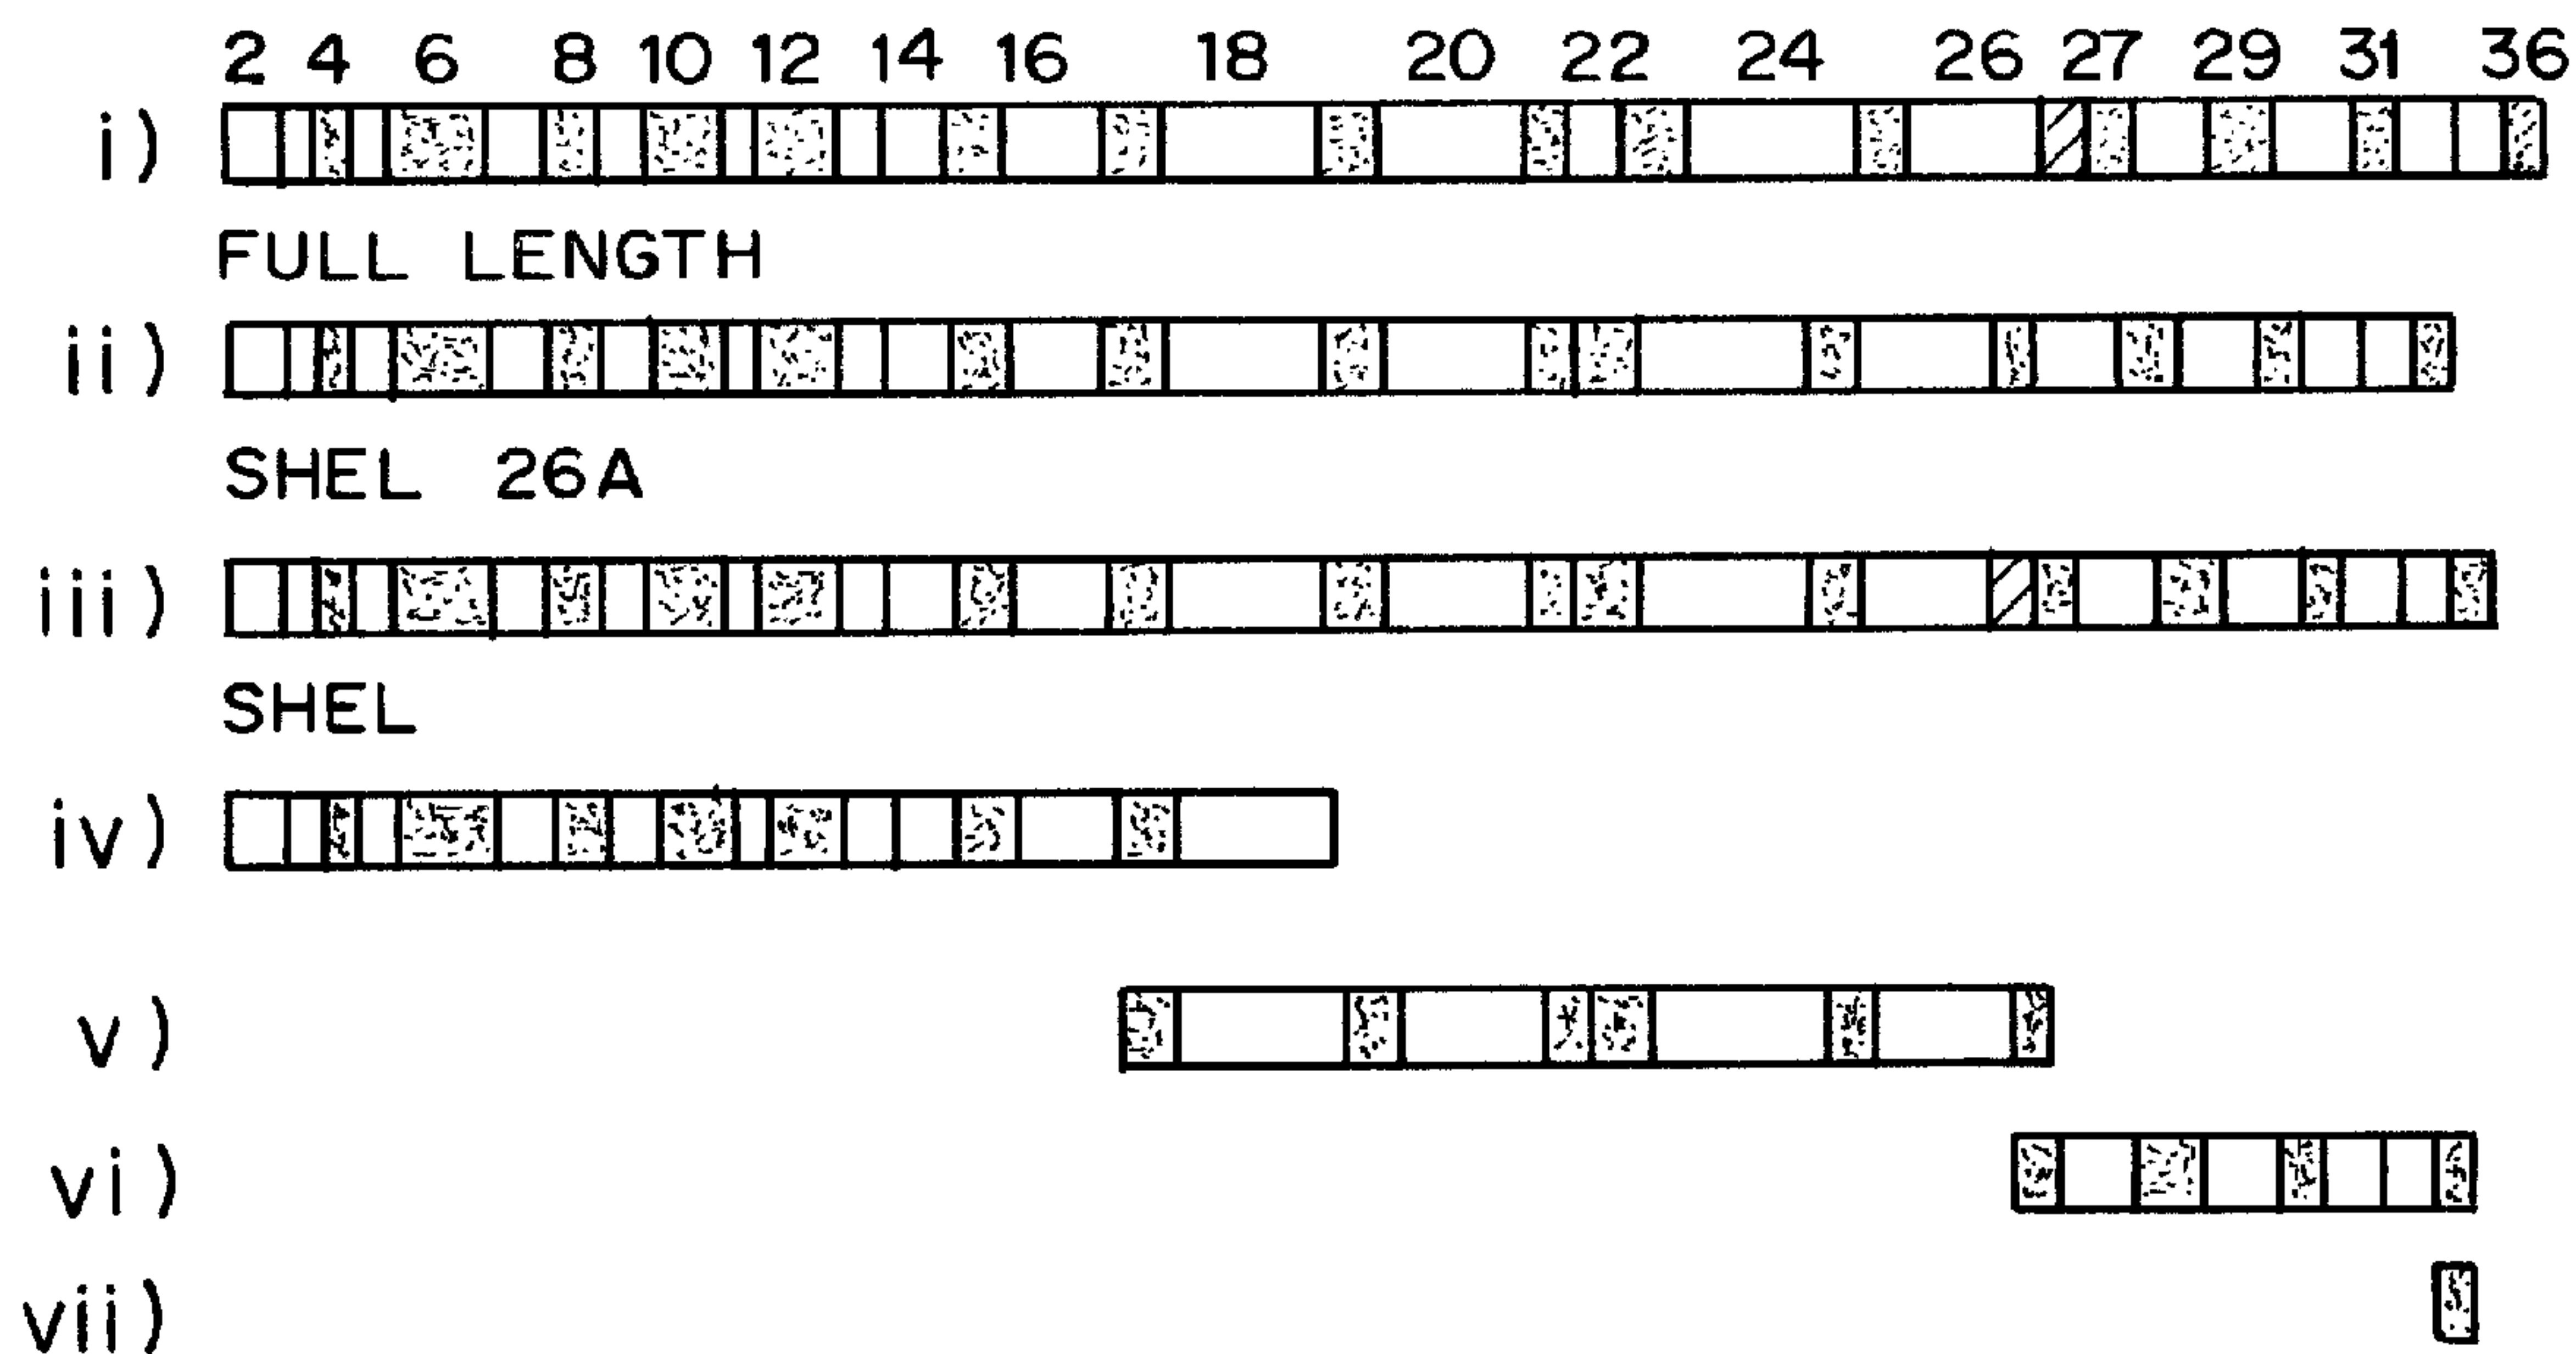 2 4 6 8 10 12 14 16 18 20 22 24 26 27 29 31 36
i)
FULL LENGTH
ii)
SHEL 26A
iii)
SHEL
iv)
v)
vi)
vii)